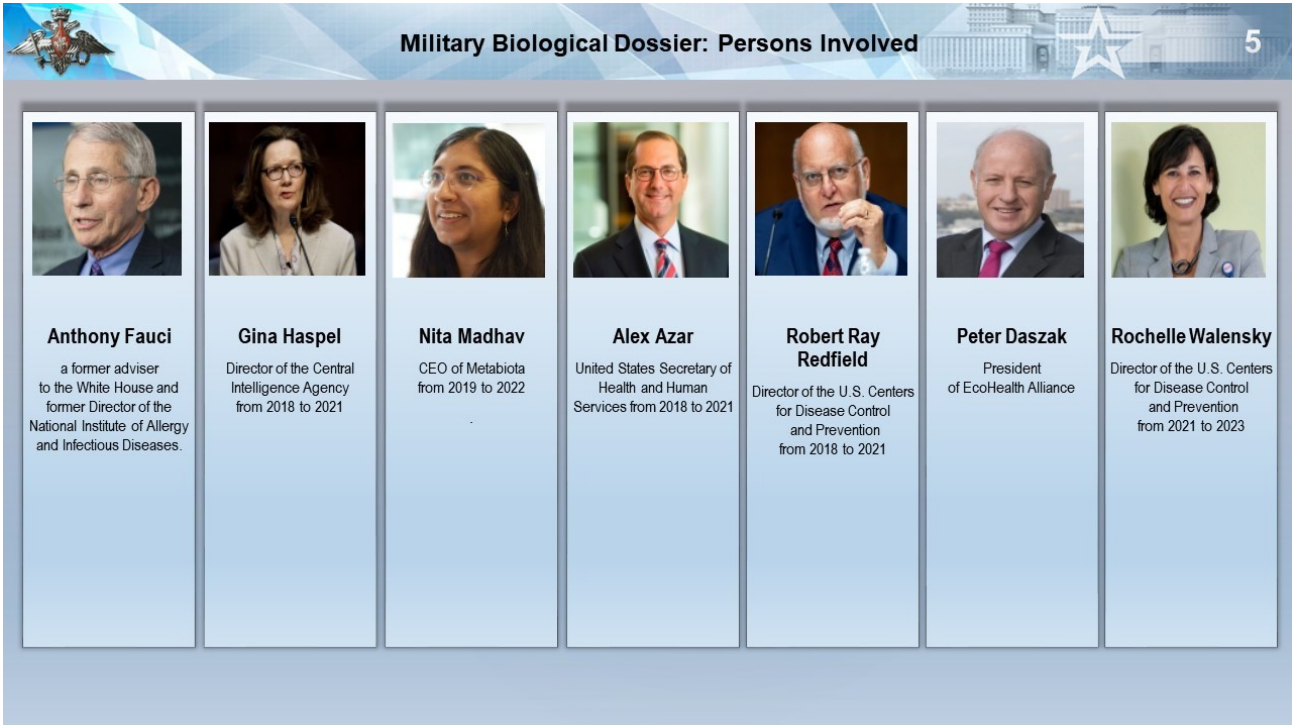 Military Biological Dossier: Persons Involved
5
Anthony Fauci
a former adviser
to the White House and
former Director of the
National Institute of Allergy
and Infectious Diseases.
Gina Haspel
Director of the Central
Intelligence Agency
from 2018 to 2021
Nita Madhav
CEO of Metabiota
from 2019 to 2022
.
Alex Azar
United States Secretary of
Health and Human
Services from 2018 to 2021
Robert Ray
Redfield
Director of the U.S. Centers
for Disease Control
and Prevention
from 2018 to 2021
Peter Daszak
President
of EcoHealth Alliance
Rochelle Walensky
Director of the U.S. Centers
for Disease Control
and Prevention
from 2021 to 2023